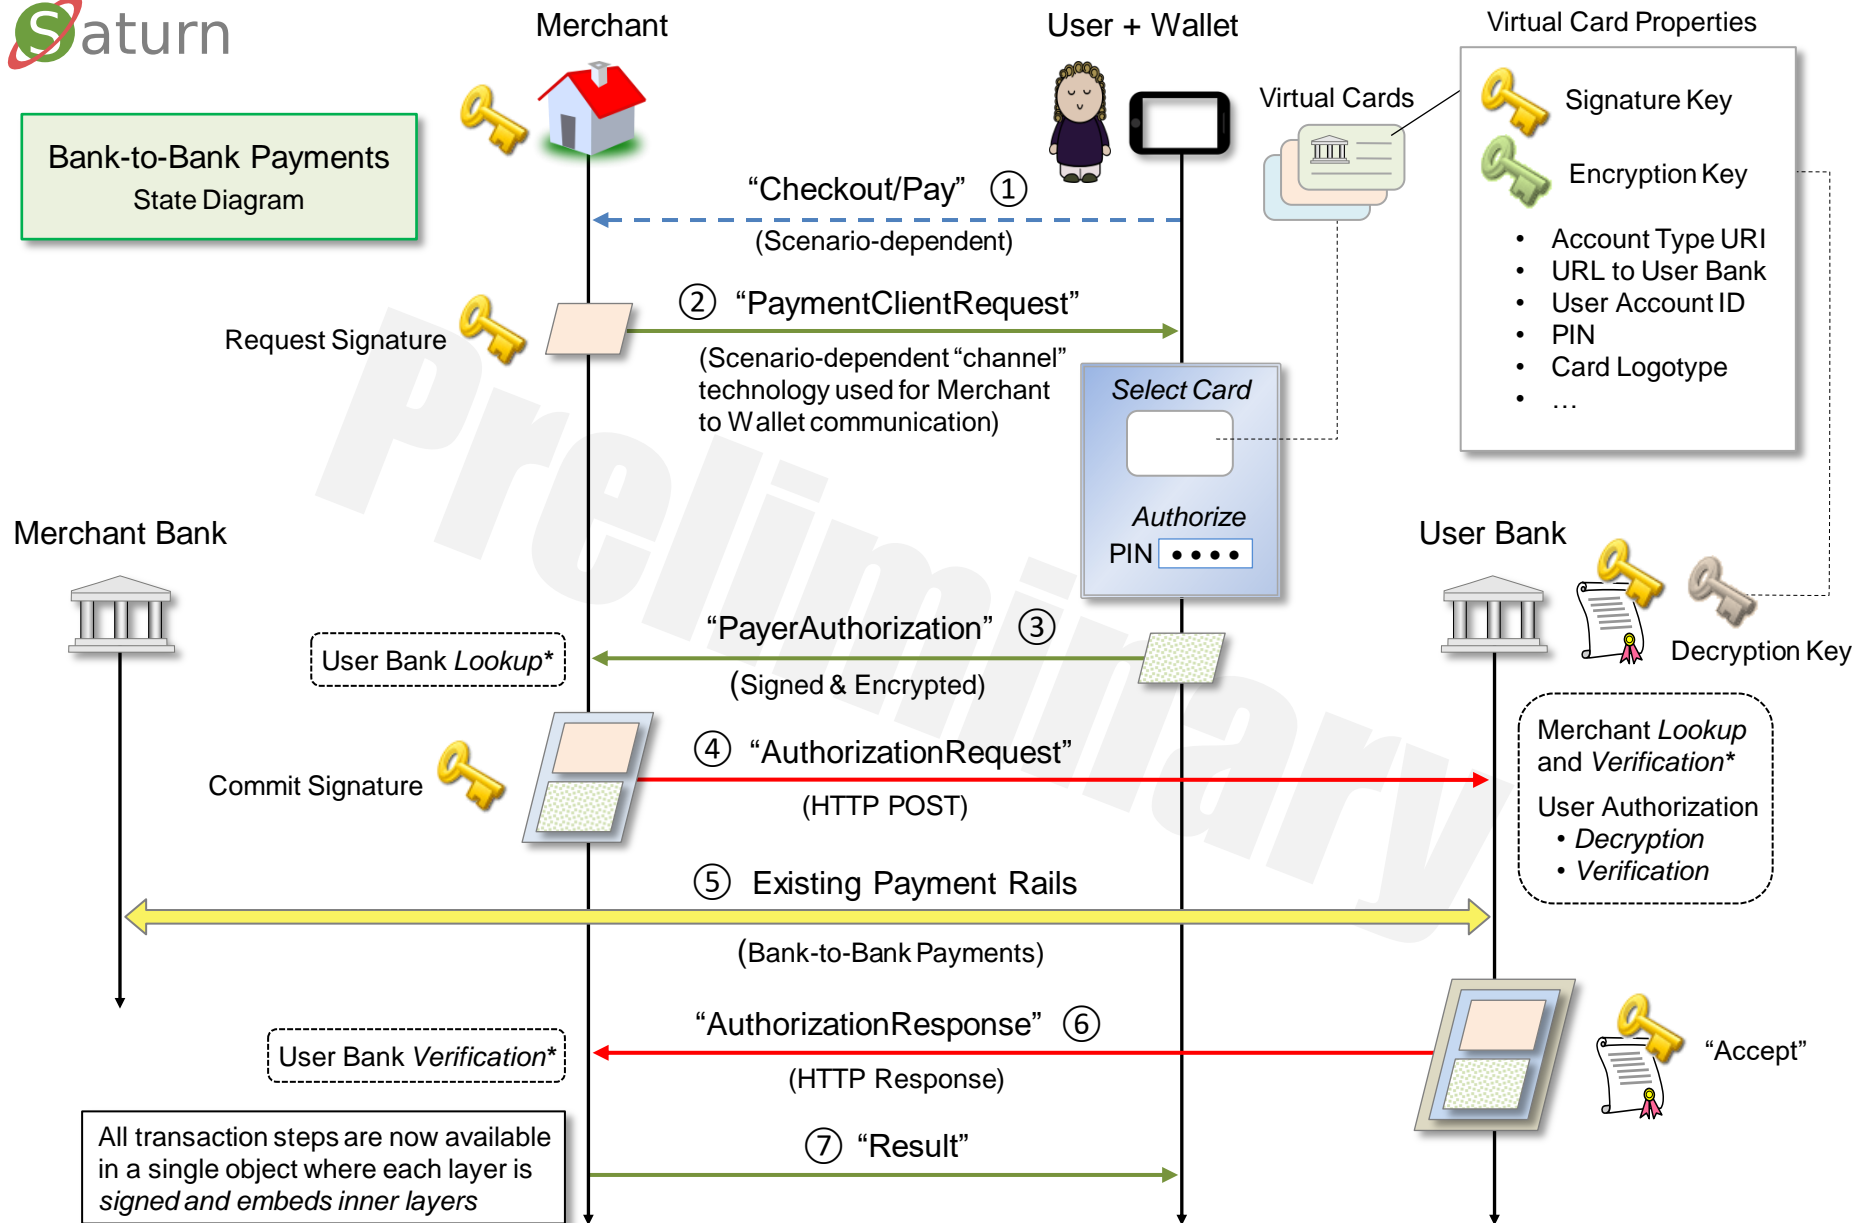 Saturn
Merchant
User + Wallet
Virtual Card Properties
Bank-to-Bank Payments
State Diagram
Virtual Cards
Signature Key
Encryption Key
• Account Type URI
• URL to User Bank
• User Account ID
• PIN
• Card Logotype
• …
“Checkout/Pay” ①
(Scenario-dependent)
Request Signature
② “PaymentClientRequest”
(Scenario-dependent “channel”
technology used for Merchant
to Wallet communication)
Select Card
Authorize
PIN ••••
Preliminary
Merchant Bank
User Bank
Decryption Key
“PayerAuthorization” ③
(Signed & Encrypted)
User Bank Lookup*
Commit Signature
④ “AuthorizationRequest”
(HTTP POST)
Merchant Lookup
and Verification*
User Authorization
• Decryption
• Verification
⑤ Existing Payment Rails
(Bank-to-Bank Payments)
“AuthorizationResponse” ⑥
(HTTP Response)
User Bank Verification*
“Accept”
All transaction steps are now available
in a single object where each layer is
signed and embeds inner layers
⑦ “Result”